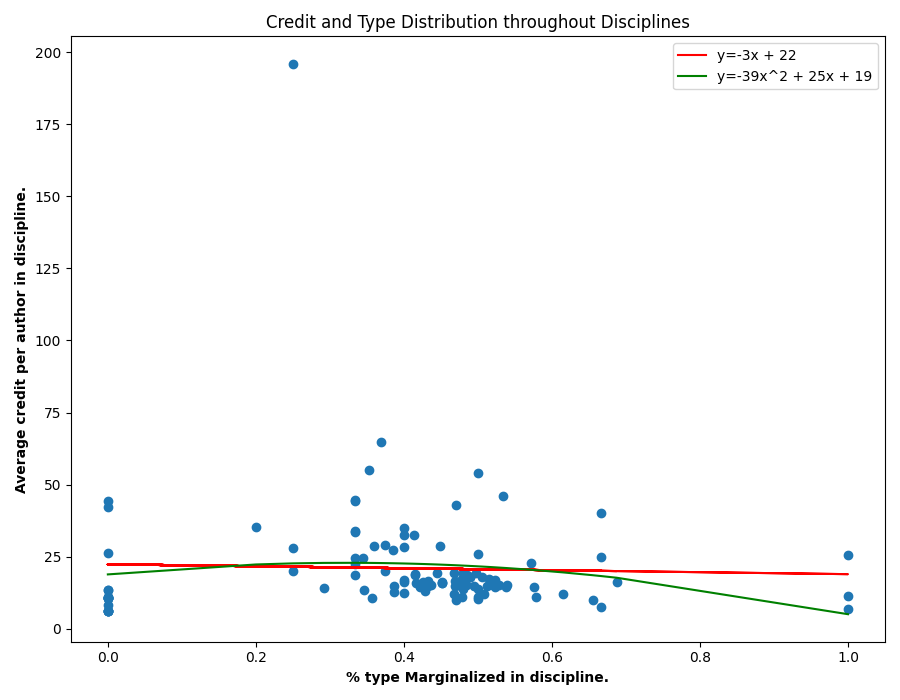 Credit and Type Distribution throughout Disciplines
y=-3x + 22
y=-39x^2 + 25x + 19
Average credit per author in discipline.
200
175
150
125
100
75
50
25
0
0.0 0.2 0.4 0.6 0.8 1.0
% type Marginalized in discipline.